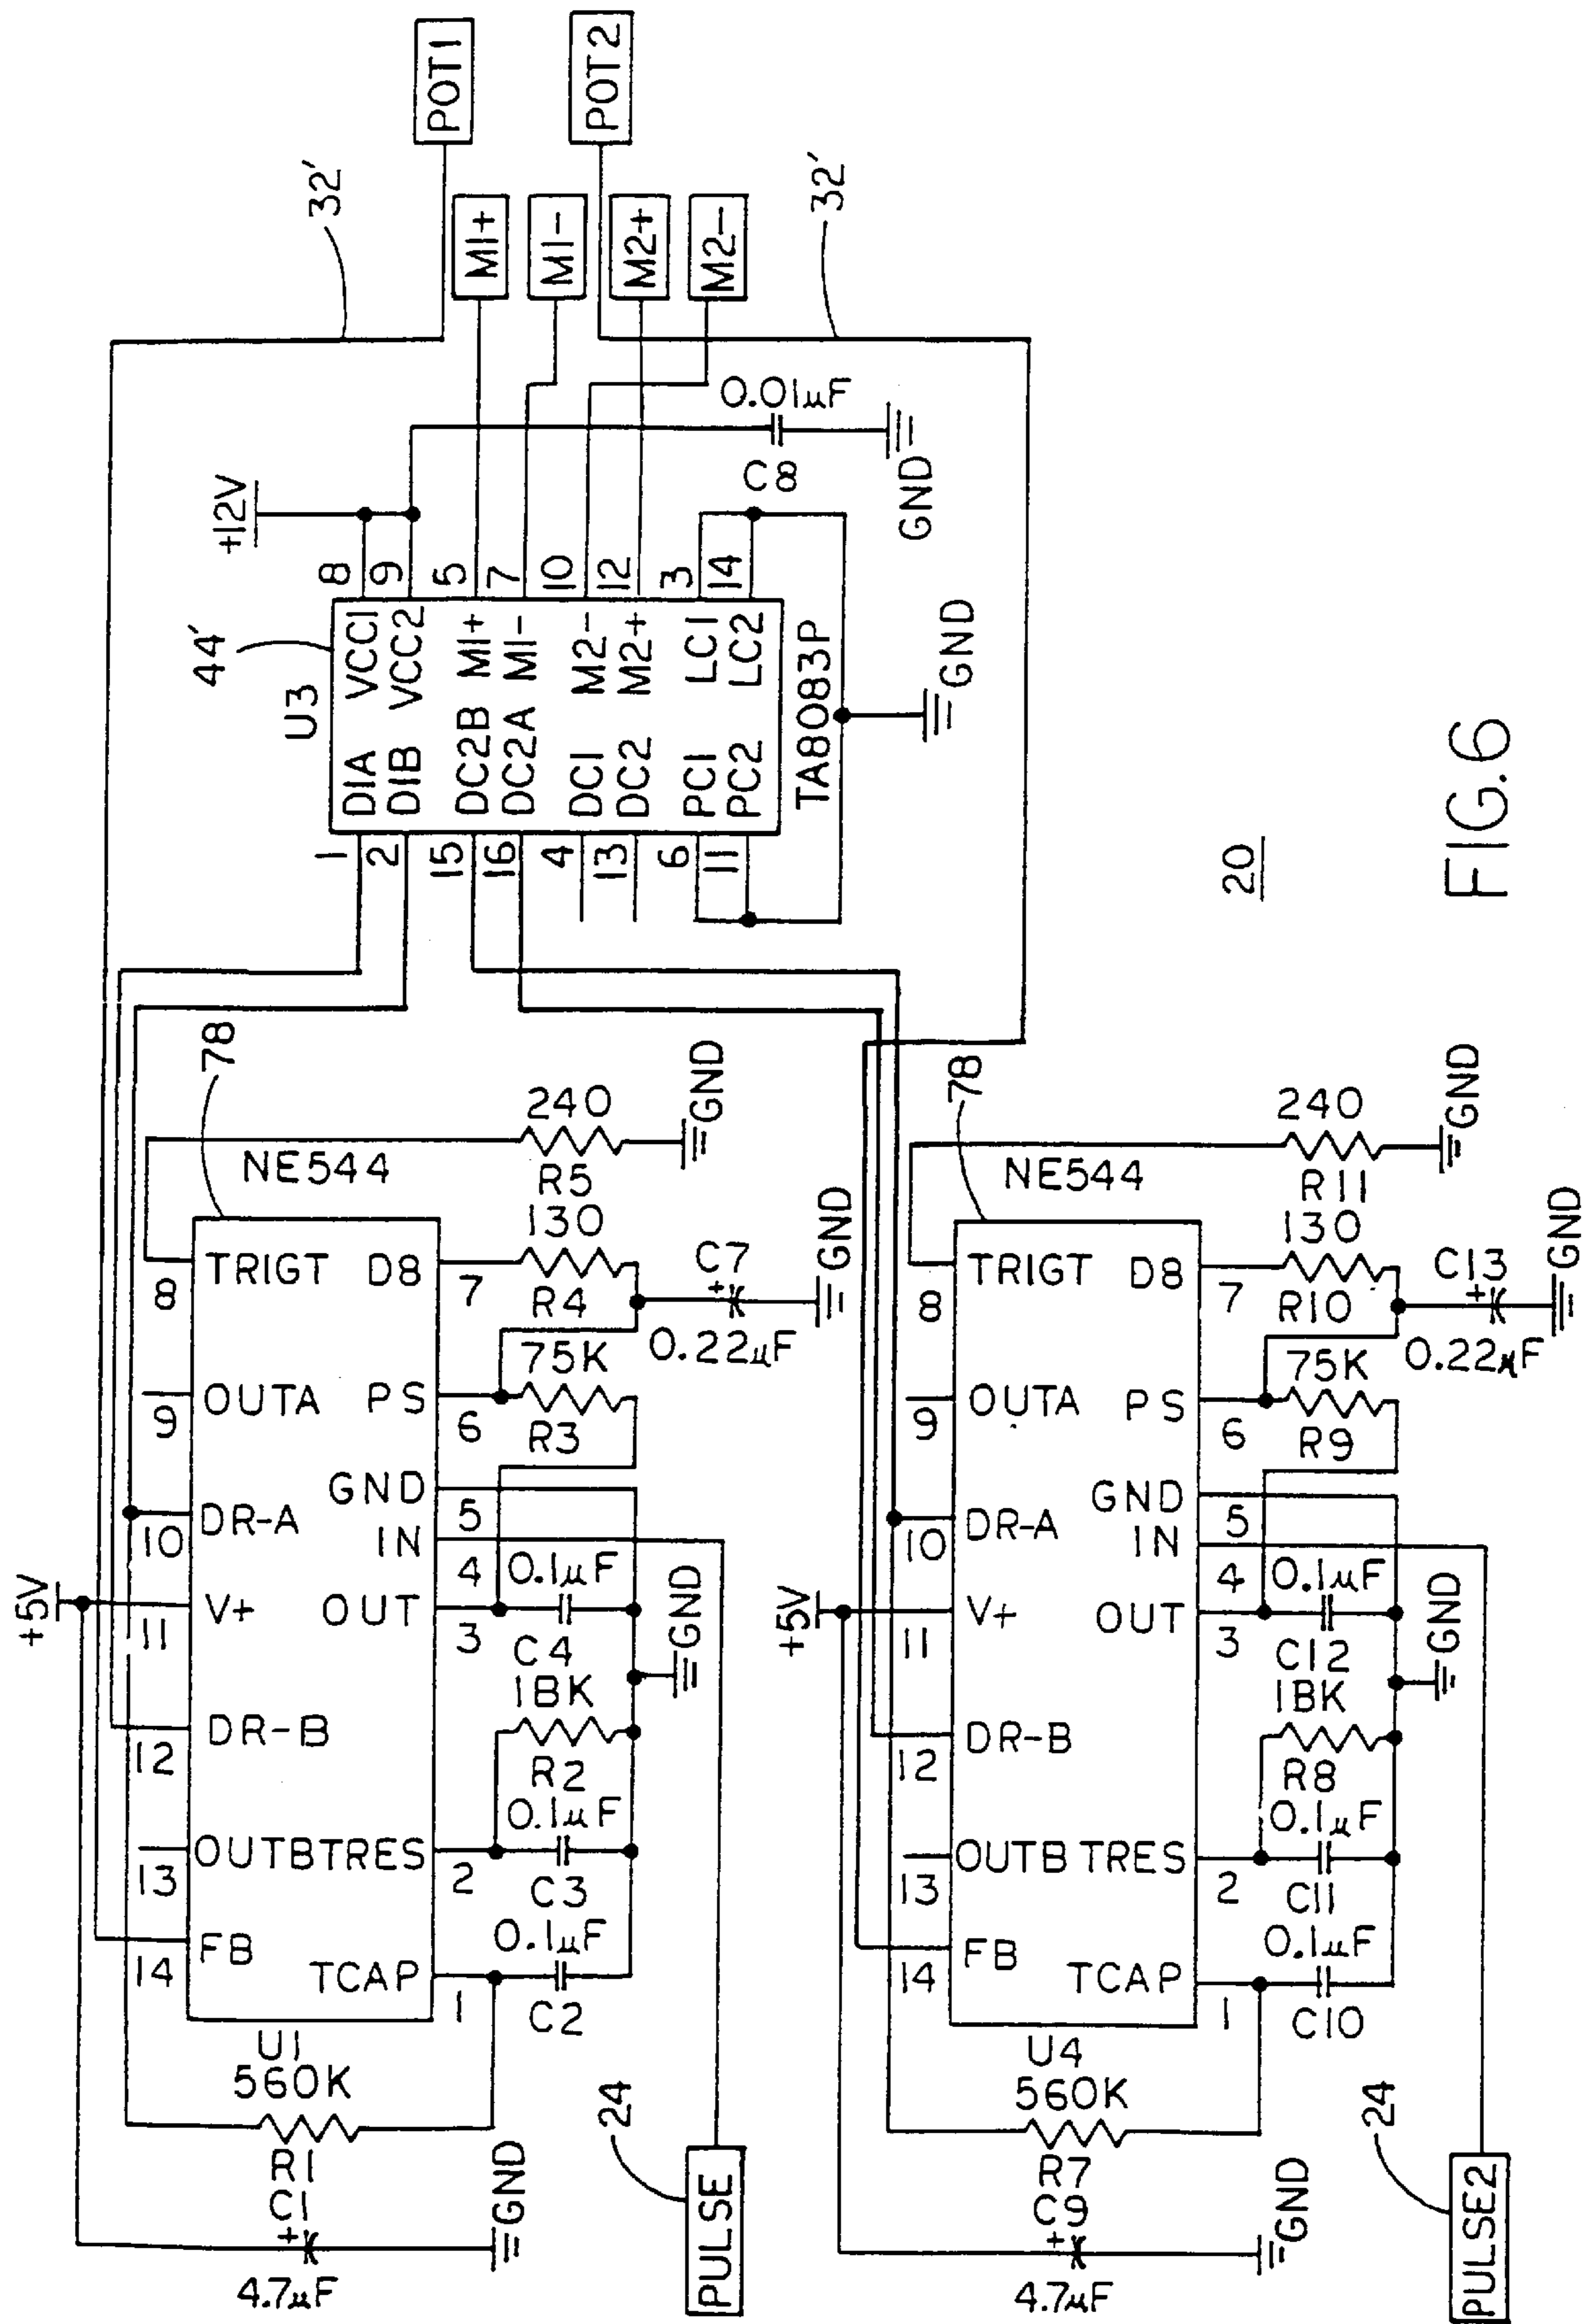 +5V
U1
NE544
78
14
13
12
11
10
9
8
FB
OUTB
DR-B
V+
DR-A
OUTA
TRIGT
TCAP
TRES
OUT
IN
GND
PS
D8
1
2
3
4
5
6
7
560K
R1
C1
4.7µF
GND
0.1µF
C2
0.1µF
C3
18K
R2
0.1µF
C4
GND
75K
R3
130
R4
240
R5
GND
C7
0.22µF
GND
PULSE
24
+5V
U4
NE544
78
14
13
12
11
10
9
8
FB
OUTB
DR-B
V+
DR-A
OUTA
TRIGT
TCAP
TRES
OUT
IN
GND
PS
D8
1
2
3
4
5
6
7
560K
R7
C9
4.7µF
GND
0.1µF
C10
0.1µF
C11
18K
R8
0.1µF
C12
GND
75K
R9
130
R10
240
R11
GND
C13
0.22µF
GND
PULSE2
24
U3
44'
1
2
15
16
4
13
6
11
DIA VCC1
DIB VCC2
DC2B M1+
DC2A M1-
DC1 M2-
DC2 M2+
PC1 LC1
PC2 LC2
8
9
5
7
10
12
3
14
TA8083P
+12V
C8
0.01µF
GND
GND
32'
POT1
M1+
M1-
M2+
M2-
POT2
32'
20
FIG.6